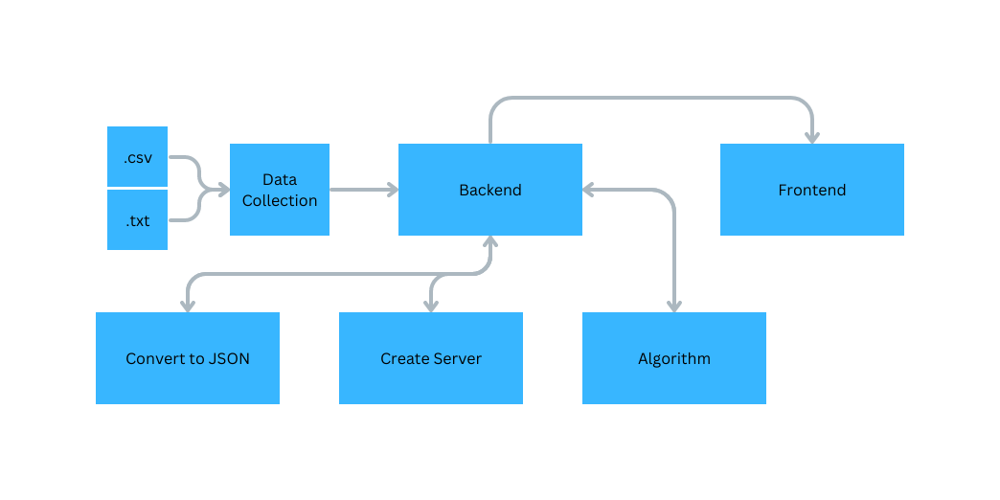 .csv
.txt
Data
Collection
Backend
Frontend
Convert to JSON
Create Server
Algorithm